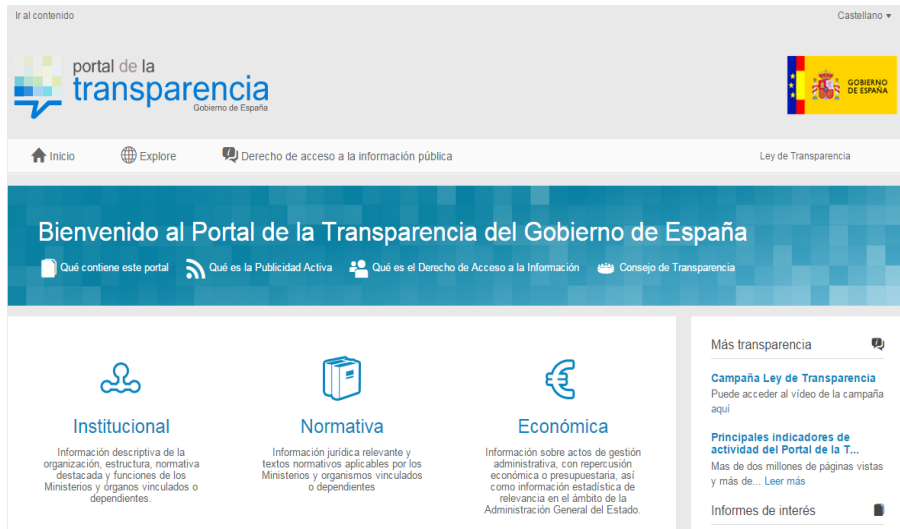 Ir al contenido
Castellano
portal de la
transparencia
Gobierno de España
GOBIERNO
DE ESPAÑA
Inicio
Explore
Derecho de acceso a la información pública
Ley de Transparencia
Bienvenido al Portal de la Transparencia del Gobierno de España
Qué contiene este portal
Qué es la Publicidad Activa
Qué es el Derecho de Acceso a la Información
Consejo de Transparencia
Institucional
Información descriptiva de la
organización, estructura, normativa
destacada y funciones de los
Ministerios y órganos vinculados o
dependientes.
Normativa
Información jurídica relevante y
textos normativos aplicables por los
Ministerios y organismos vinculados
o dependientes
Económica
Información sobre actos de gestión
administrativa, con repercusión
económica o presupuestaria, así
como información estadística de
relevancia en el ámbito de la
Administración General del Estado.
Más transparencia
Campaña Ley de Transparencia
Puede acceder al vídeo de la campaña
aquí
Principales indicadores de
actividad del Portal de la T...
Mas de dos millones de páginas vistas
y más de... Leer más
Informes de interés